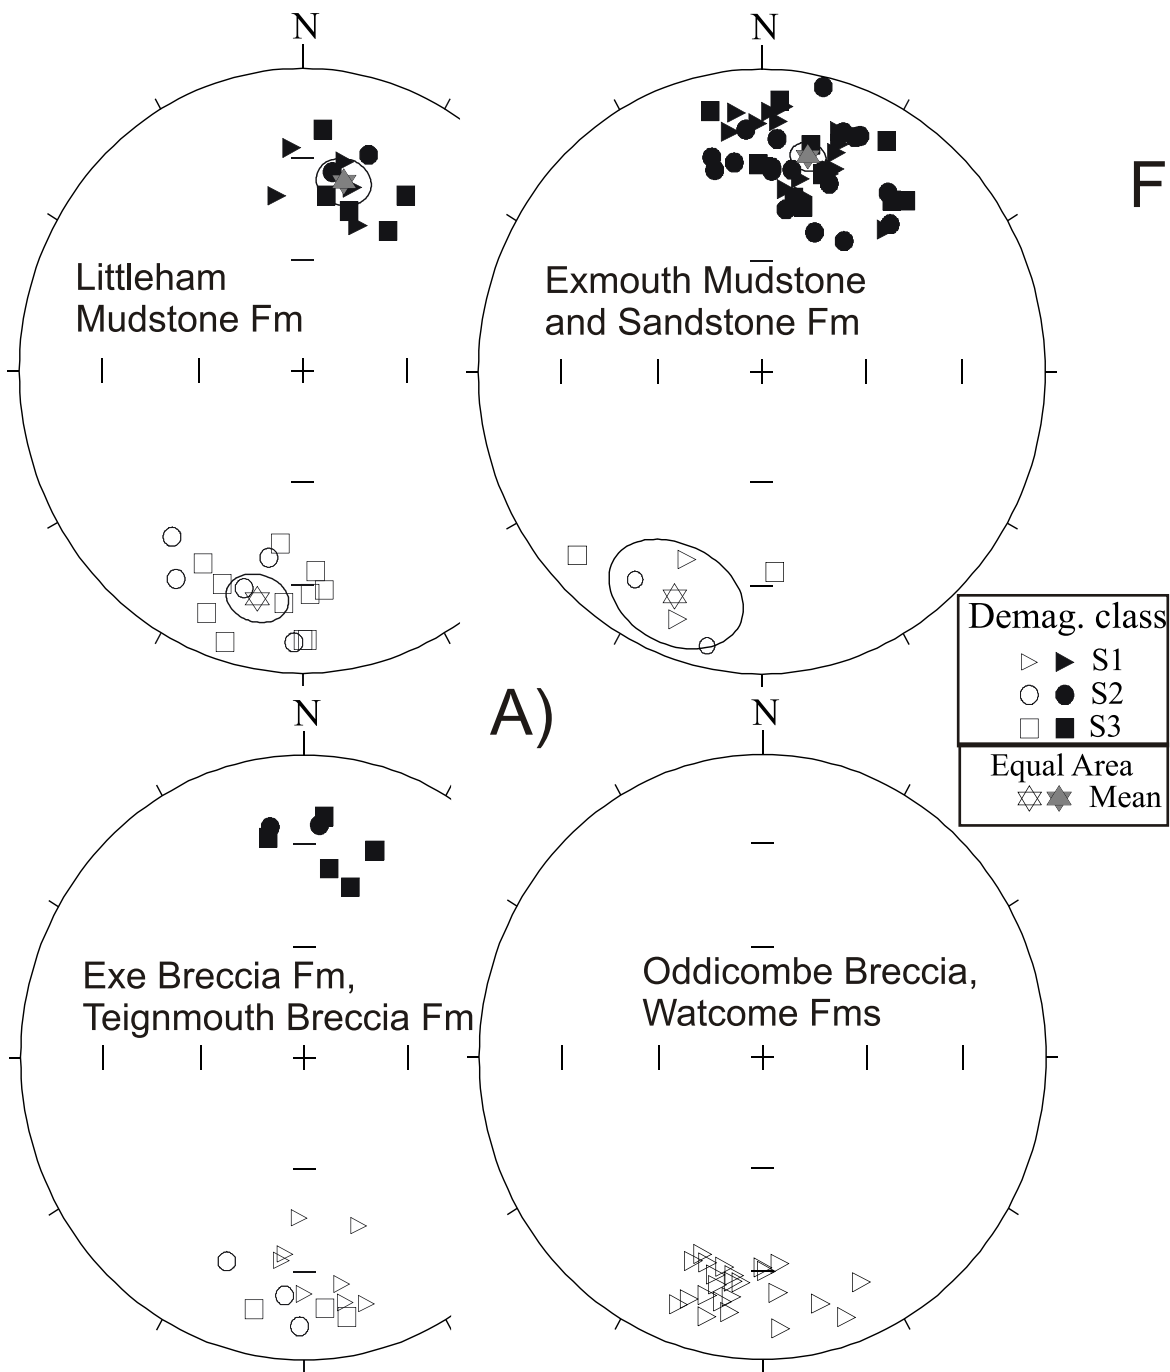 N
N
F
Littleham
Mudstone Fm
Exmouth Mudstone
and Sandstone Fm
Demag. class
S1
S2
S3
Equal Area
Mean
A)
N
N
Exe Breccia Fm,
Teignmouth Breccia Fm
Oddicombe Breccia,
Watcome Fms